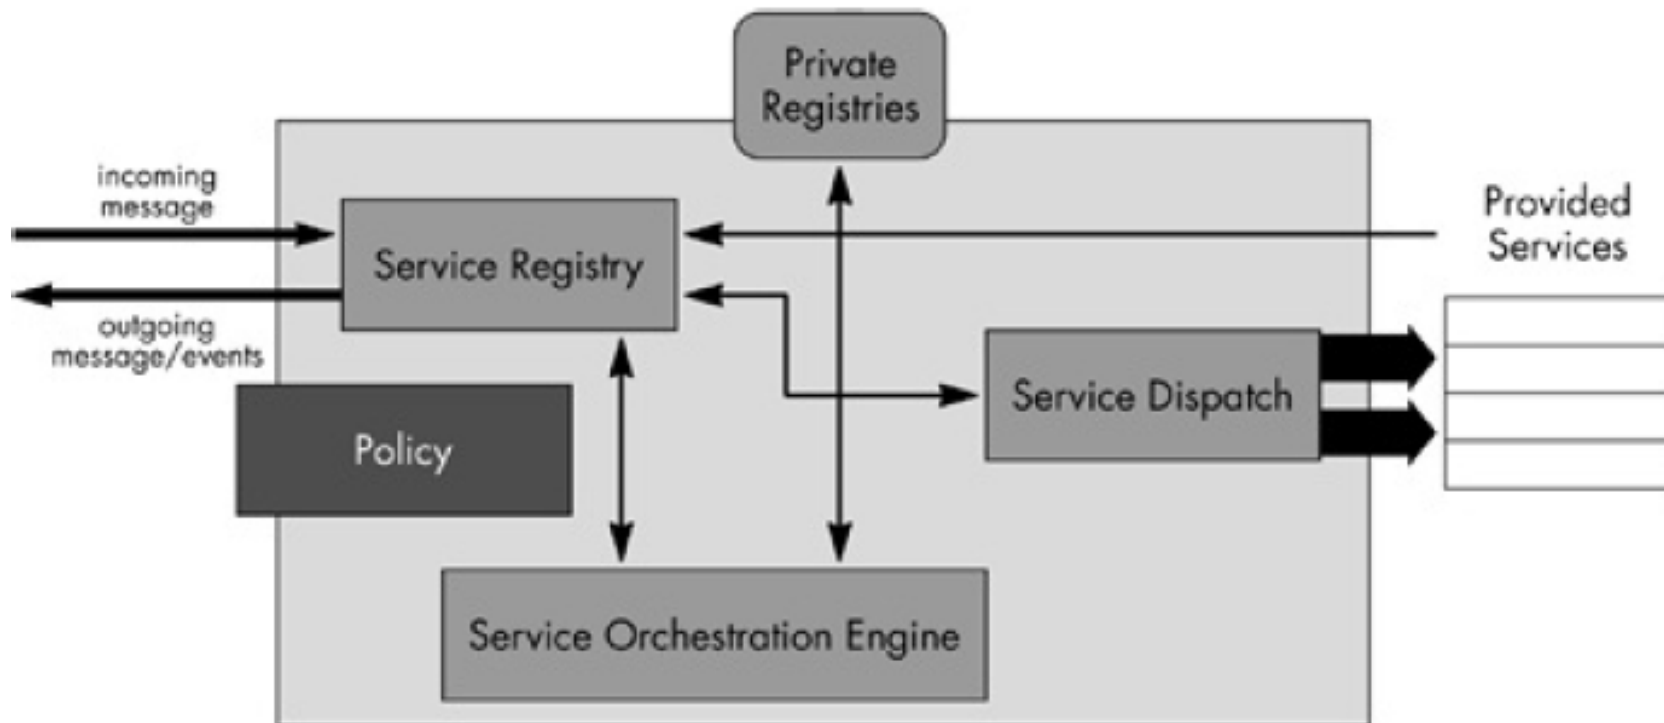 Private
Registries
incoming
message
Service Registry
outgoing
message/events
Provided
Services
Service Dispatch
Policy
Service Orchestration Engine